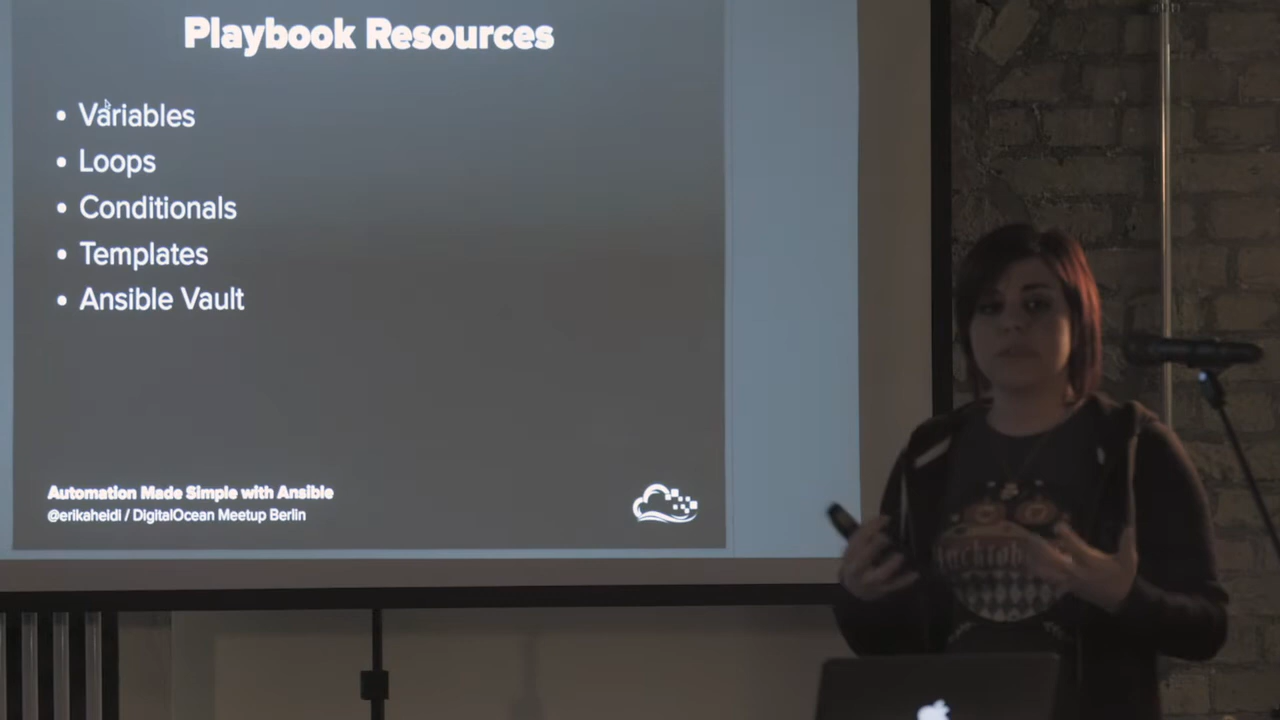 Playbook Resources
• Variables
• Loops
• Conditionals
• Templates
• Ansible Vault
Automation Made Simple with Ansible
@erikaheidi / DigitalOcean Meetup Berlin